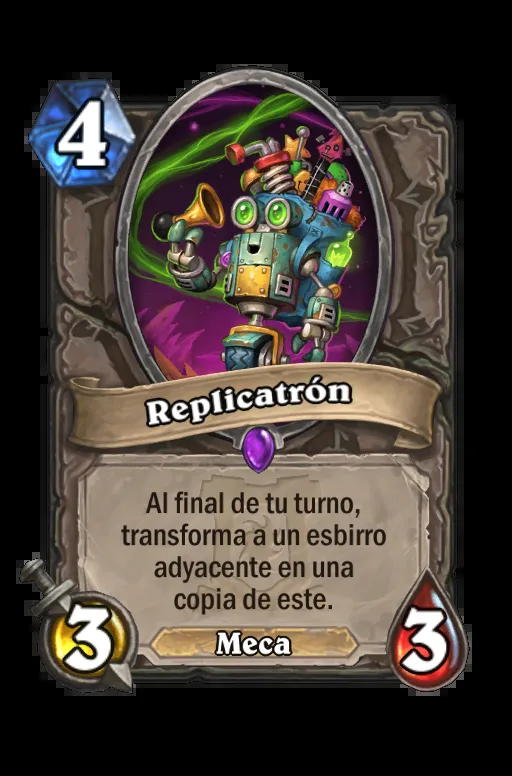 4
Replicatrón
Al final de tu turno,
transforma a un esbirro
adyacente en una
copia de este.
3
Meca
3